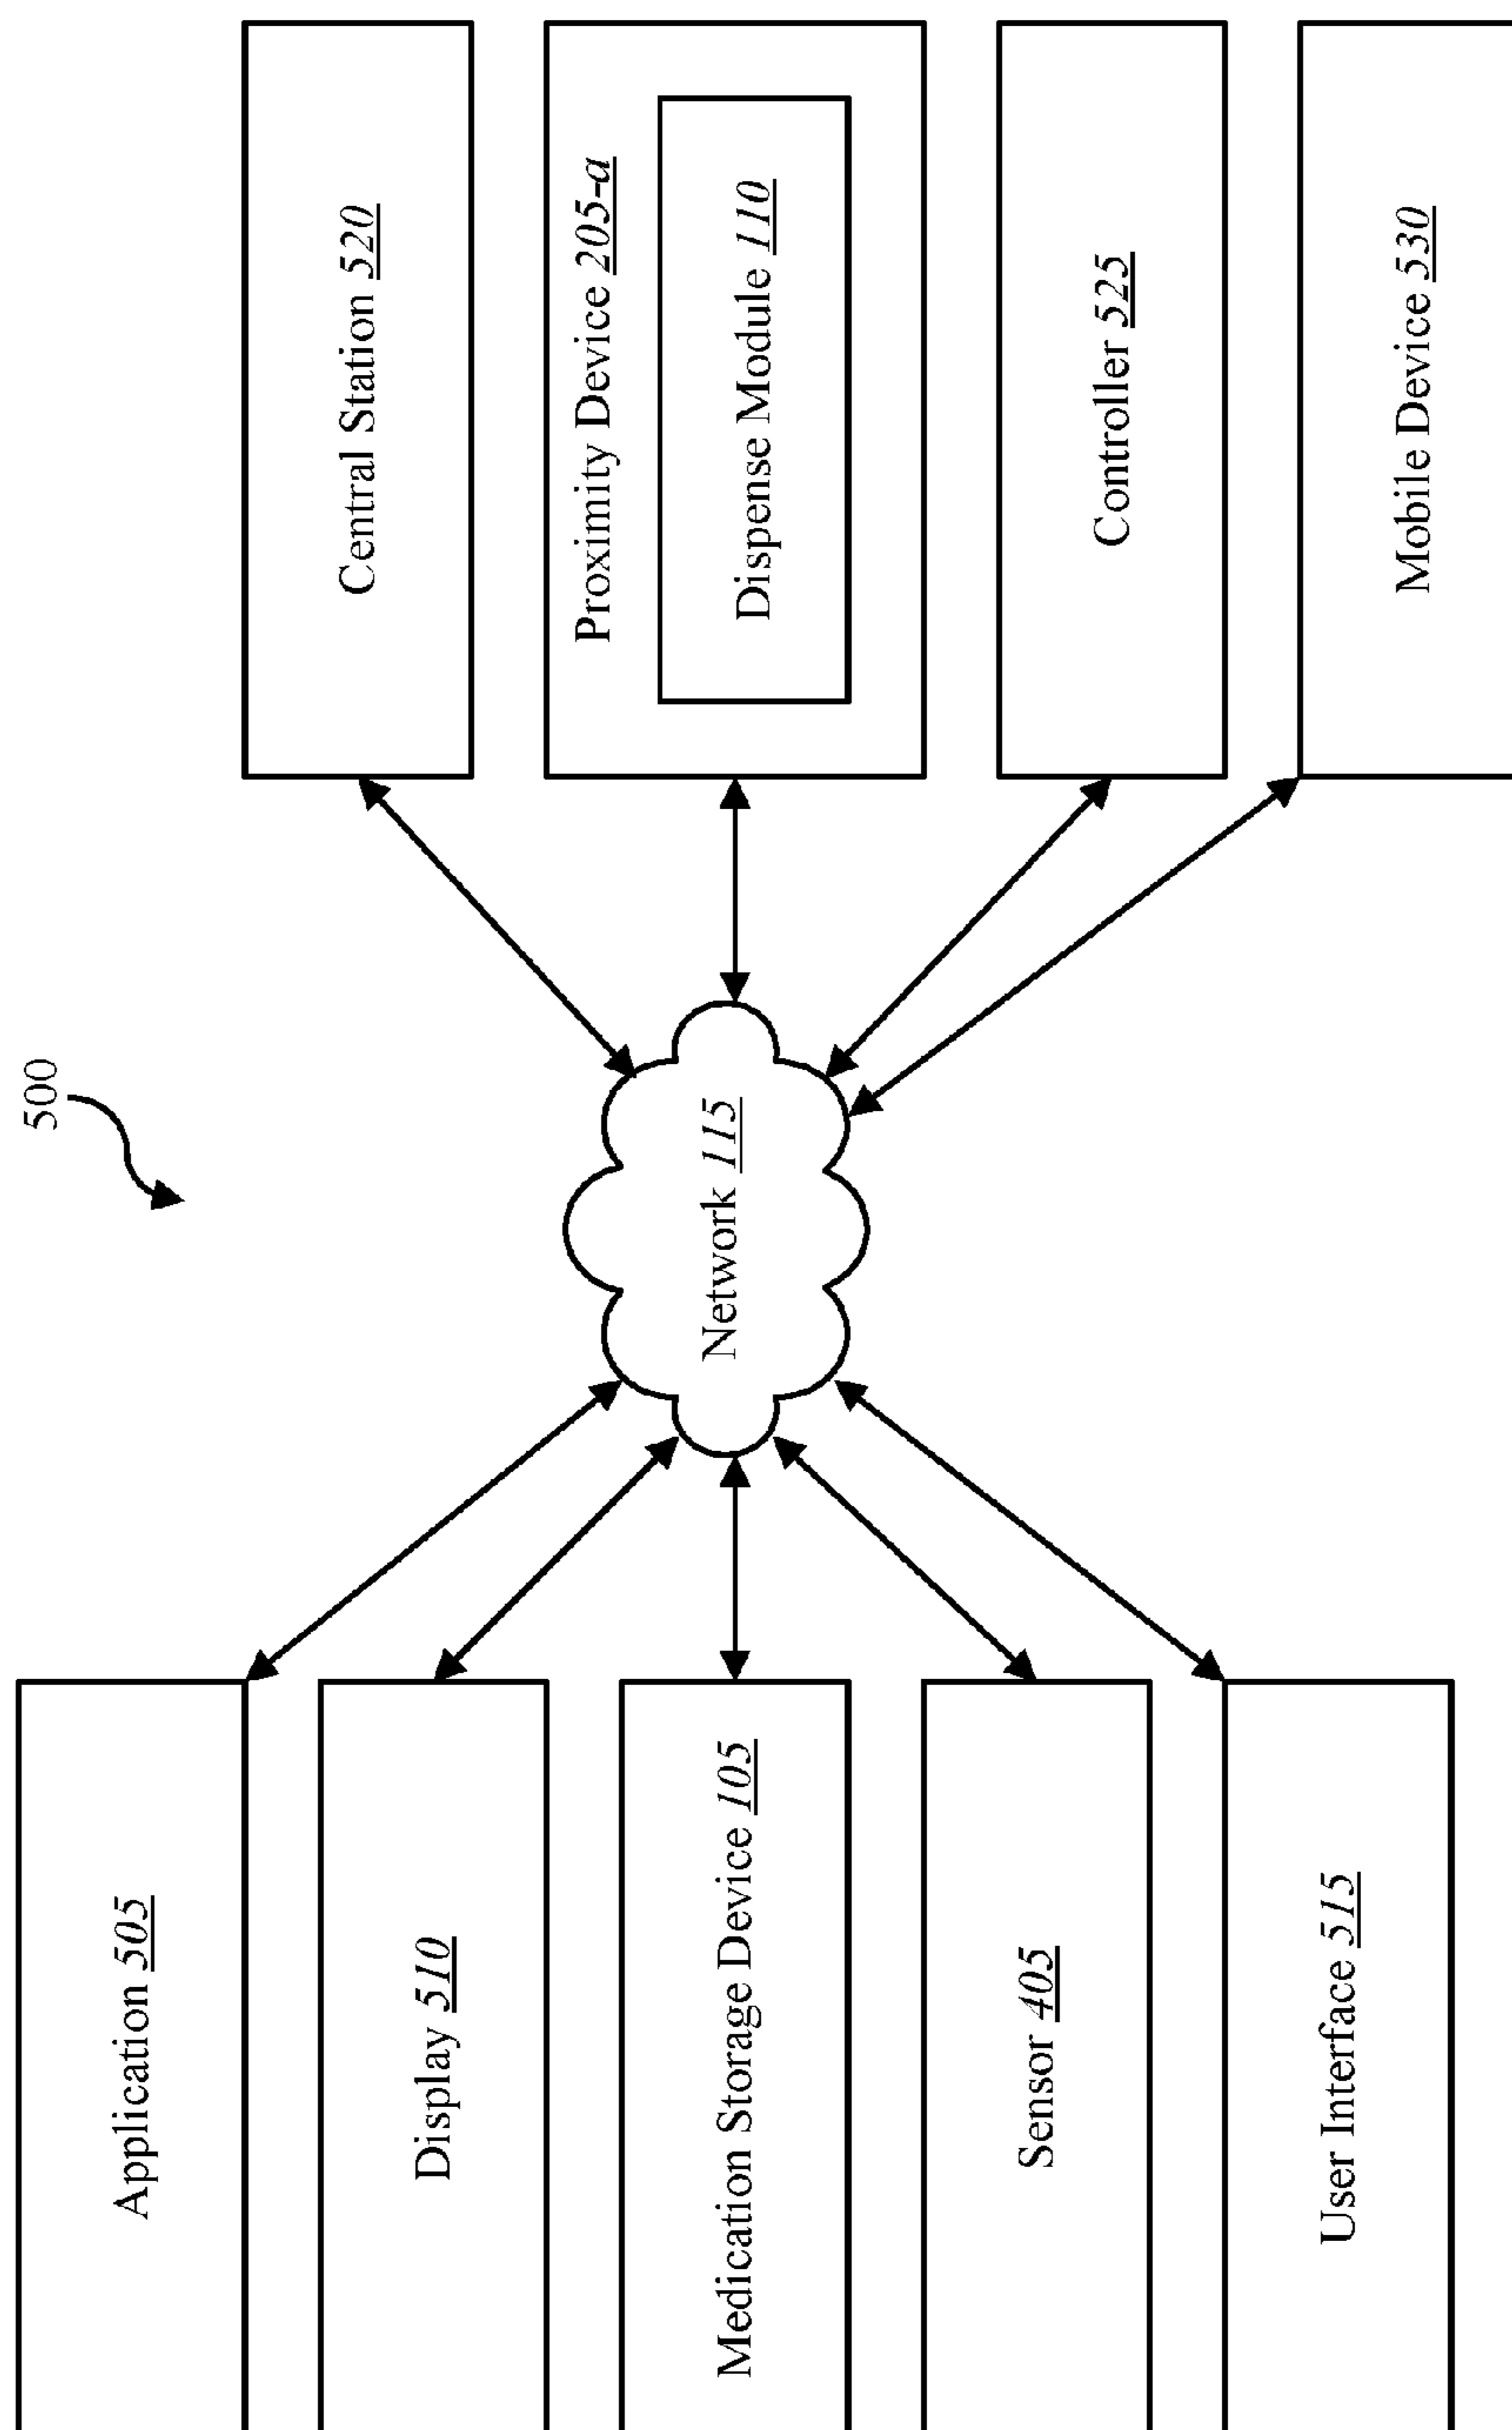 500
Application 505
Display 510
Medication Storage Device 105
Sensor 405
User Interface 515
Network 115
Central Station 520
Proximity Device 205-a
Dispense Module 110
Controller 525
Mobile Device 530